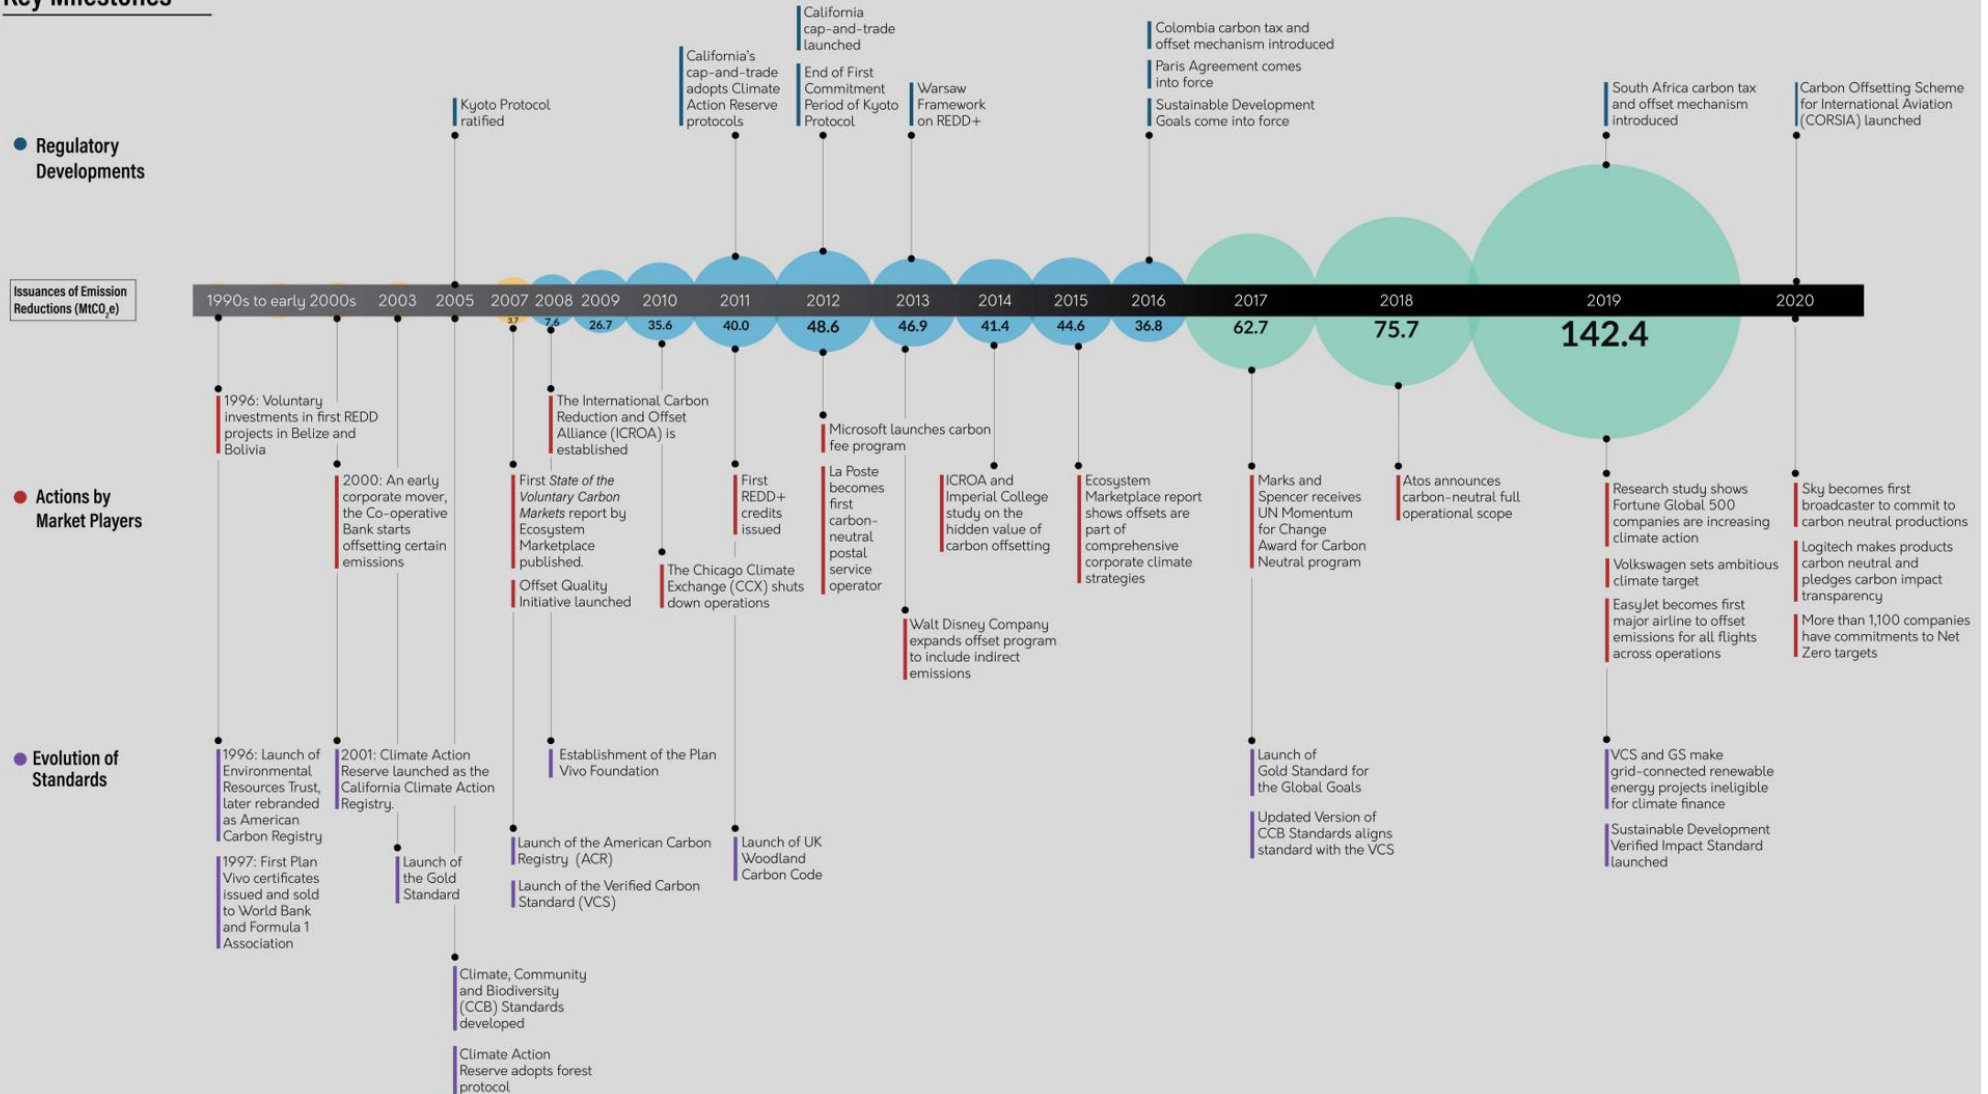 Key Milestones
California
cap-and-trade
launched
End of First
Commitment
Period of Kyoto
Protocol
California's
cap-and-trade
adopts Climate
Action Reserve
protocols
Kyoto Protocol
ratified
Warsaw
Framework
on REDD+
Colombia carbon tax and
offset mechanism introduced
Paris Agreement comes
into force
Sustainable Development
Goals come into force
South Africa carbon tax
and offset mechanism
introduced
Carbon Offsetting Scheme
for International Aviation
(CORSIA) launched
Regulatory
Developments
Issuances of Emission
Reductions (MtCO₂e)
1990s to early 2000s 2003 2005 2007 2008 2009 2010 2011 2012 2013 2014 2015 2016 2017 2018 2019 2020
3.7 7.6 26.7 35.6 40.0 48.6 46.9 41.4 44.6 36.8 62.7 75.7 142.4
Actions by
Market Players
1996: Voluntary
investments in first REDD
projects in Belize and
Bolivia
2000: An early
corporate mover,
the Co-operative
Bank starts
offsetting certain
emissions
First State of the
Voluntary Carbon
Markets report by
Ecosystem
Marketplace
published.
Offset Quality
Initiative launched
The International Carbon
Reduction and Offset
Alliance (ICROA) is
established
The Chicago Climate
Exchange (CCX) shuts
down operations
First
REDD+
credits
issued
Microsoft launches carbon
fee program
La Poste
becomes
first
carbon-
neutral
postal
service
operator
Walt Disney Company
expands offset program
to include indirect
emissions
ICROA and
Imperial College
study on the
hidden value of
carbon offsetting
Ecosystem
Marketplace report
shows offsets are
part of
comprehensive
corporate climate
strategies
Marks and
Spencer receives
UN Momentum
for Change
Award for Carbon
Neutral program
Atos announces
carbon-neutral full
operational scope
Research study shows
Fortune Global 500
companies are increasing
climate action
Volkswagen sets ambitious
climate target
EasyJet becomes first
major airline to offset
emissions for all flights
across operations
Sky becomes first
broadcaster to commit to
carbon neutral productions
Logitech makes products
carbon neutral and
pledges carbon impact
transparency
More than 1,100 companies
have commitments to Net
Zero targets
Evolution of
Standards
1996: Launch of
Environmental
Resources Trust,
later rebranded
as American
Carbon Registry
1997: First Plan
Vivo certificates
issued and sold
to World Bank
and Formula 1
Association
2001: Climate Action
Reserve launched as the
California Climate Action
Registry.
Launch of
the Gold
Standard
Climate, Community
and Biodiversity
(CCB) Standards
developed
Climate Action
Reserve adopts forest
protocol
Launch of the American Carbon
Registry (ACR)
Launch of the Verified Carbon
Standard (VCS)
Establishment of the Plan
Vivo Foundation
Launch of UK
Woodland
Carbon Code
Launch of
Gold Standard for
the Global Goals
Updated Version of
CCB Standards aligns
standard with the VCS
VCS and GS make
grid-connected renewable
energy projects ineligible
for climate finance
Sustainable Development
Verified Impact Standard
launched